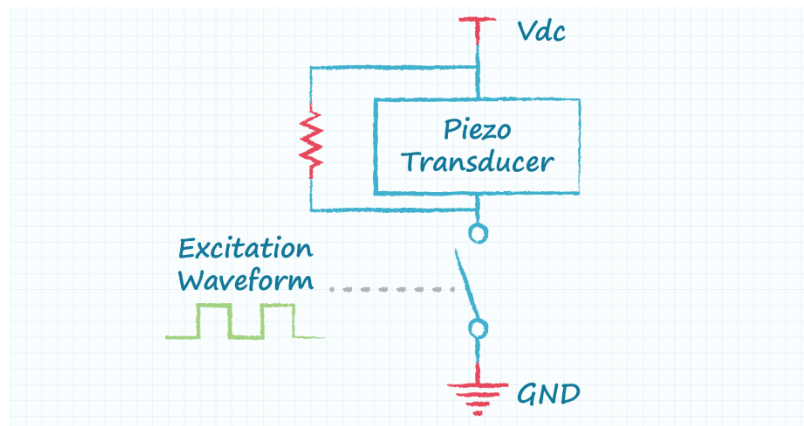 Vdc
Piezo
Transducer
Excitation
Waveform
GND